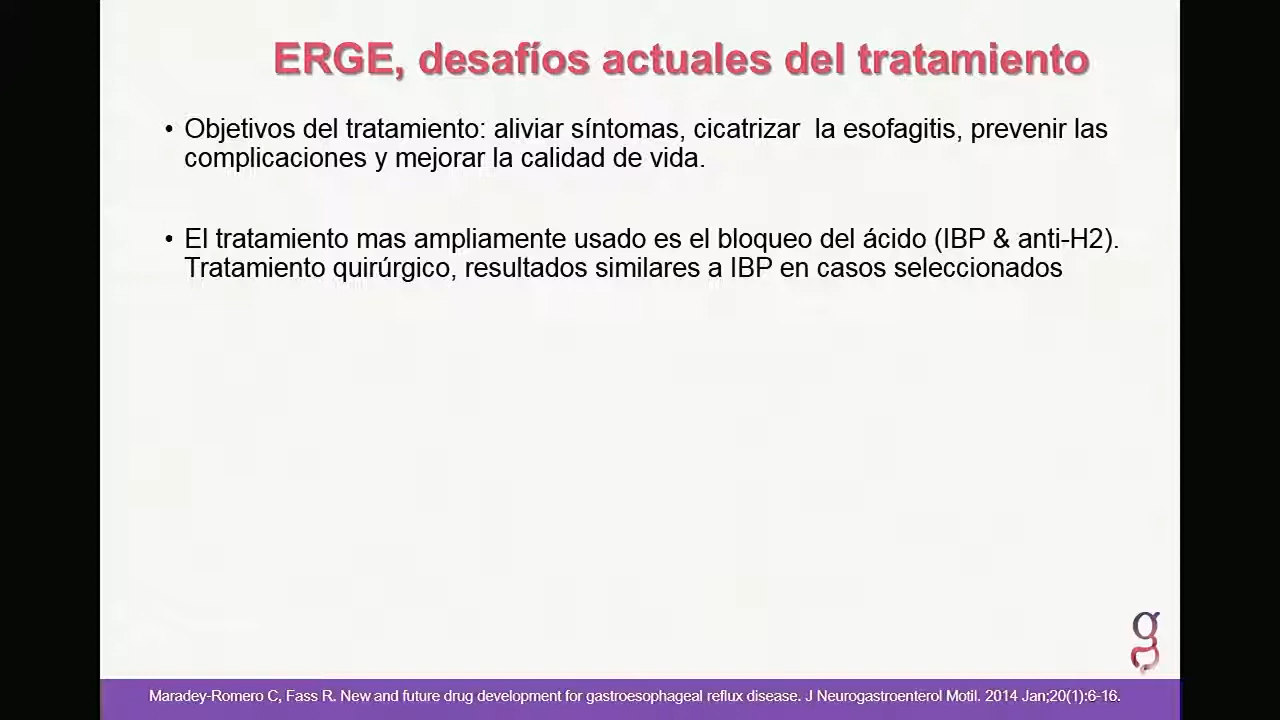 ERGE, desafíos actuales del tratamiento
• Objetivos del tratamiento: aliviar síntomas, cicatrizar la esofagitis, prevenir las
complicaciones y mejorar la calidad de vida.
• El tratamiento mas ampliamente usado es el bloqueo del ácido (IBP & anti-H2).
Tratamiento quirúrgico, resultados similares a IBP en casos seleccionados
Maradey-Romero C, Fass R. New and future drug development for gastroesophageal reflux disease. J Neurogastroenterol Motil. 2014 Jan;20(1):6-16.